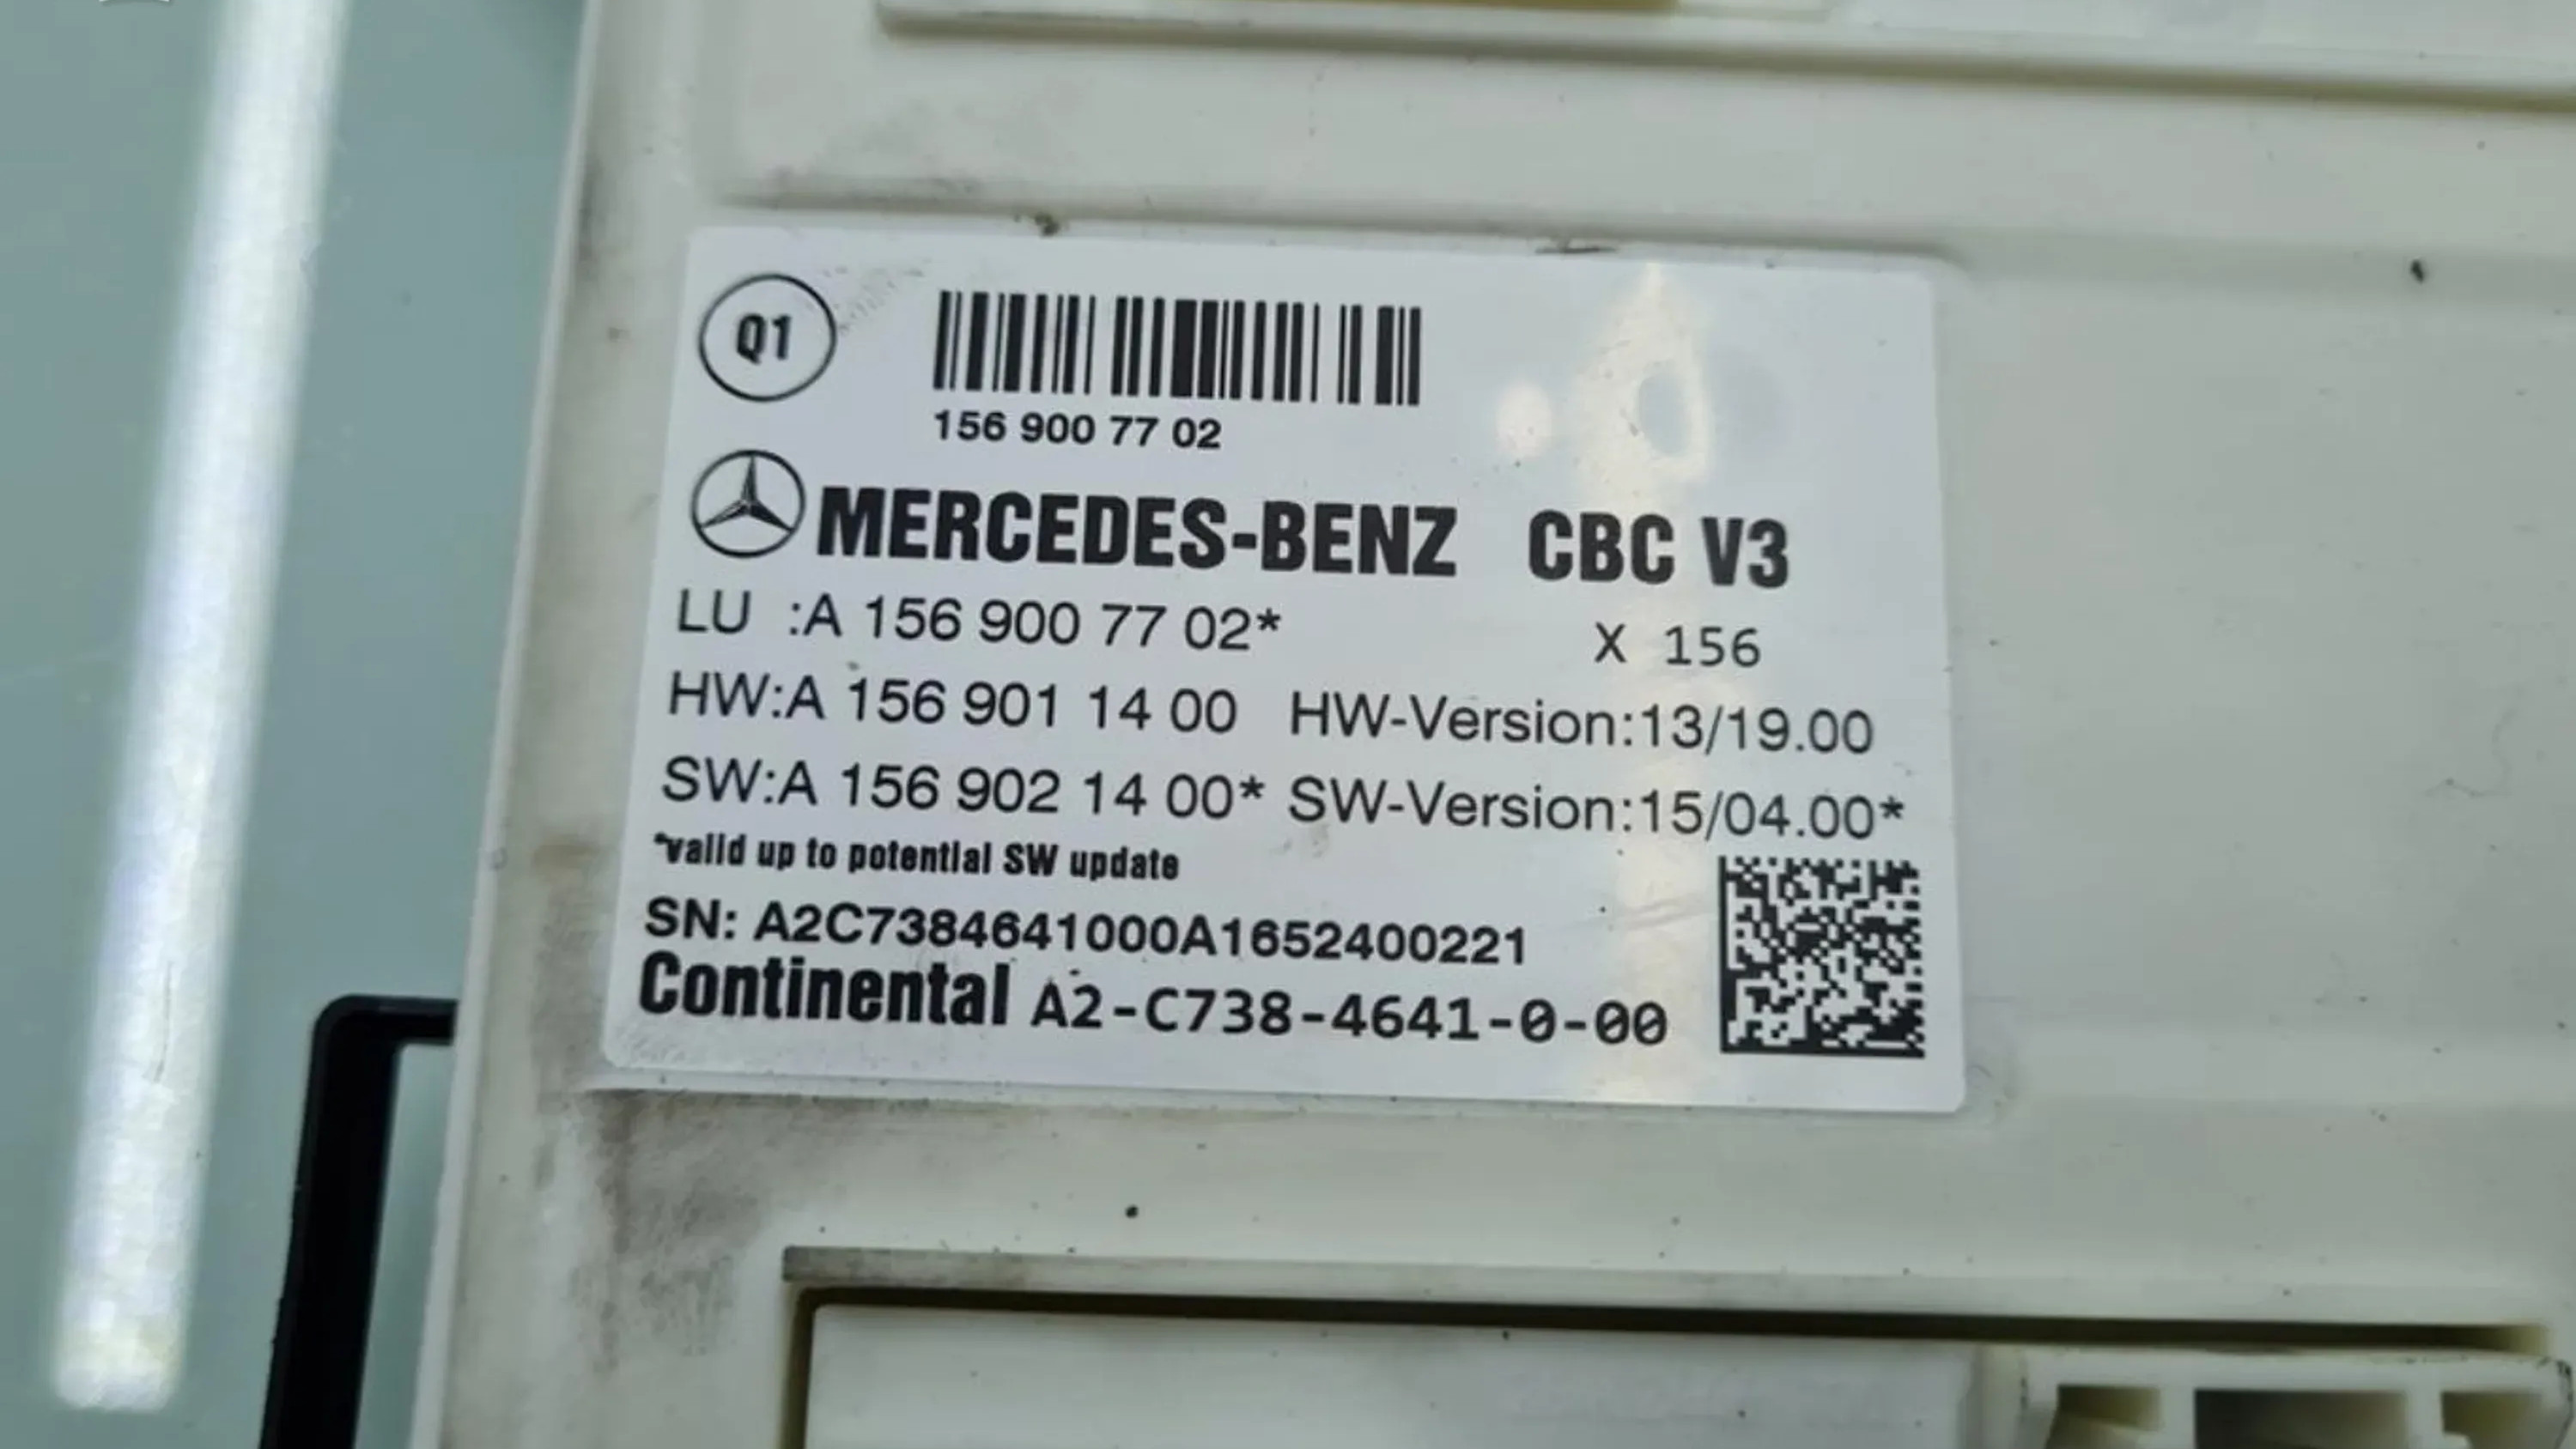 Q1
156 900 77 02
MERCEDES-BENZ CBC V3
LU :A 156 900 77 02* X 156
HW:A 156 901 14 00 HW-Version:13/19.00
SW:A 156 902 14 00* SW-Version:15/04.00*
*valid up to potential SW update
SN: A2C7384641000A1652400221
Continental A2-C738-4641-0-00